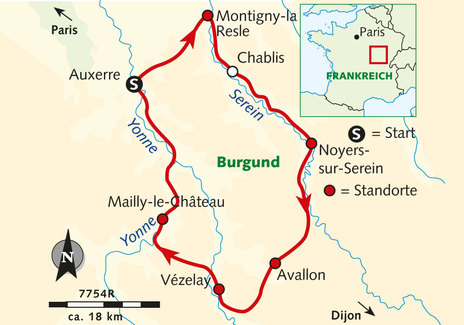 Paris
Montigny-la
Resle
Auxerre
S
Chablis
Serein
Yonne
Burgund
Noyers-
sur-Serein
Mailly-le-Château
Yonne
Vézelay
Avallon
Dijon
Paris
FRANKREICH
S = Start
= Standorte
N
7754R
ca. 18 km